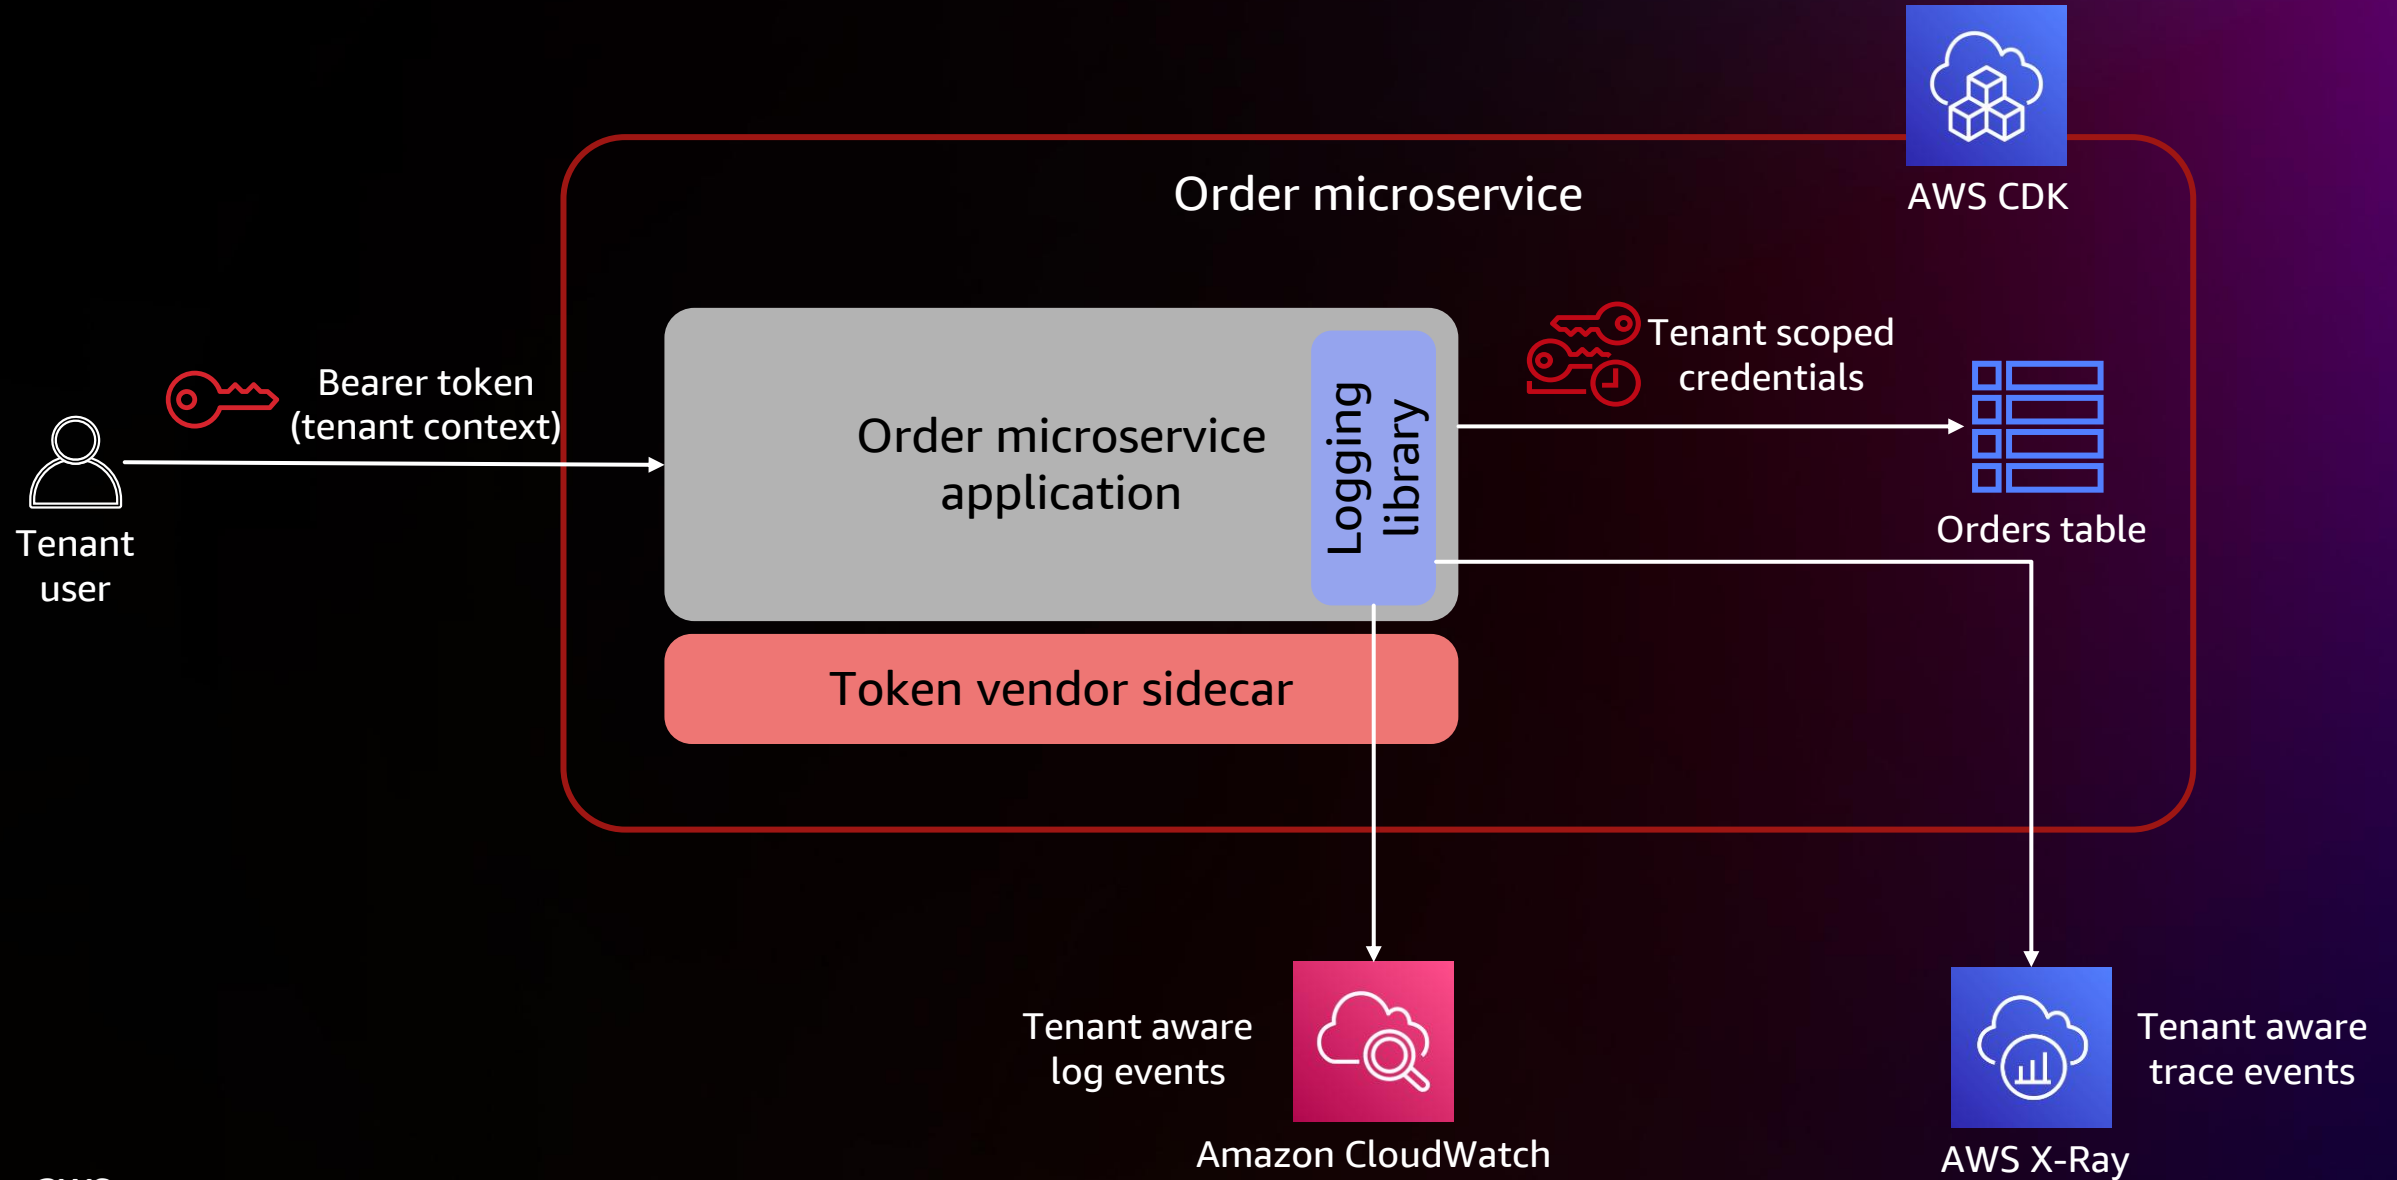 AWS CDK
Order microservice
Bearer token
(tenant context)
Tenant
user
Order microservice
application
Logging
library
Tenant scoped
credentials
Orders table
Token vendor sidecar
Tenant aware
log events
Amazon CloudWatch
Tenant aware
trace events
AWS X-Ray